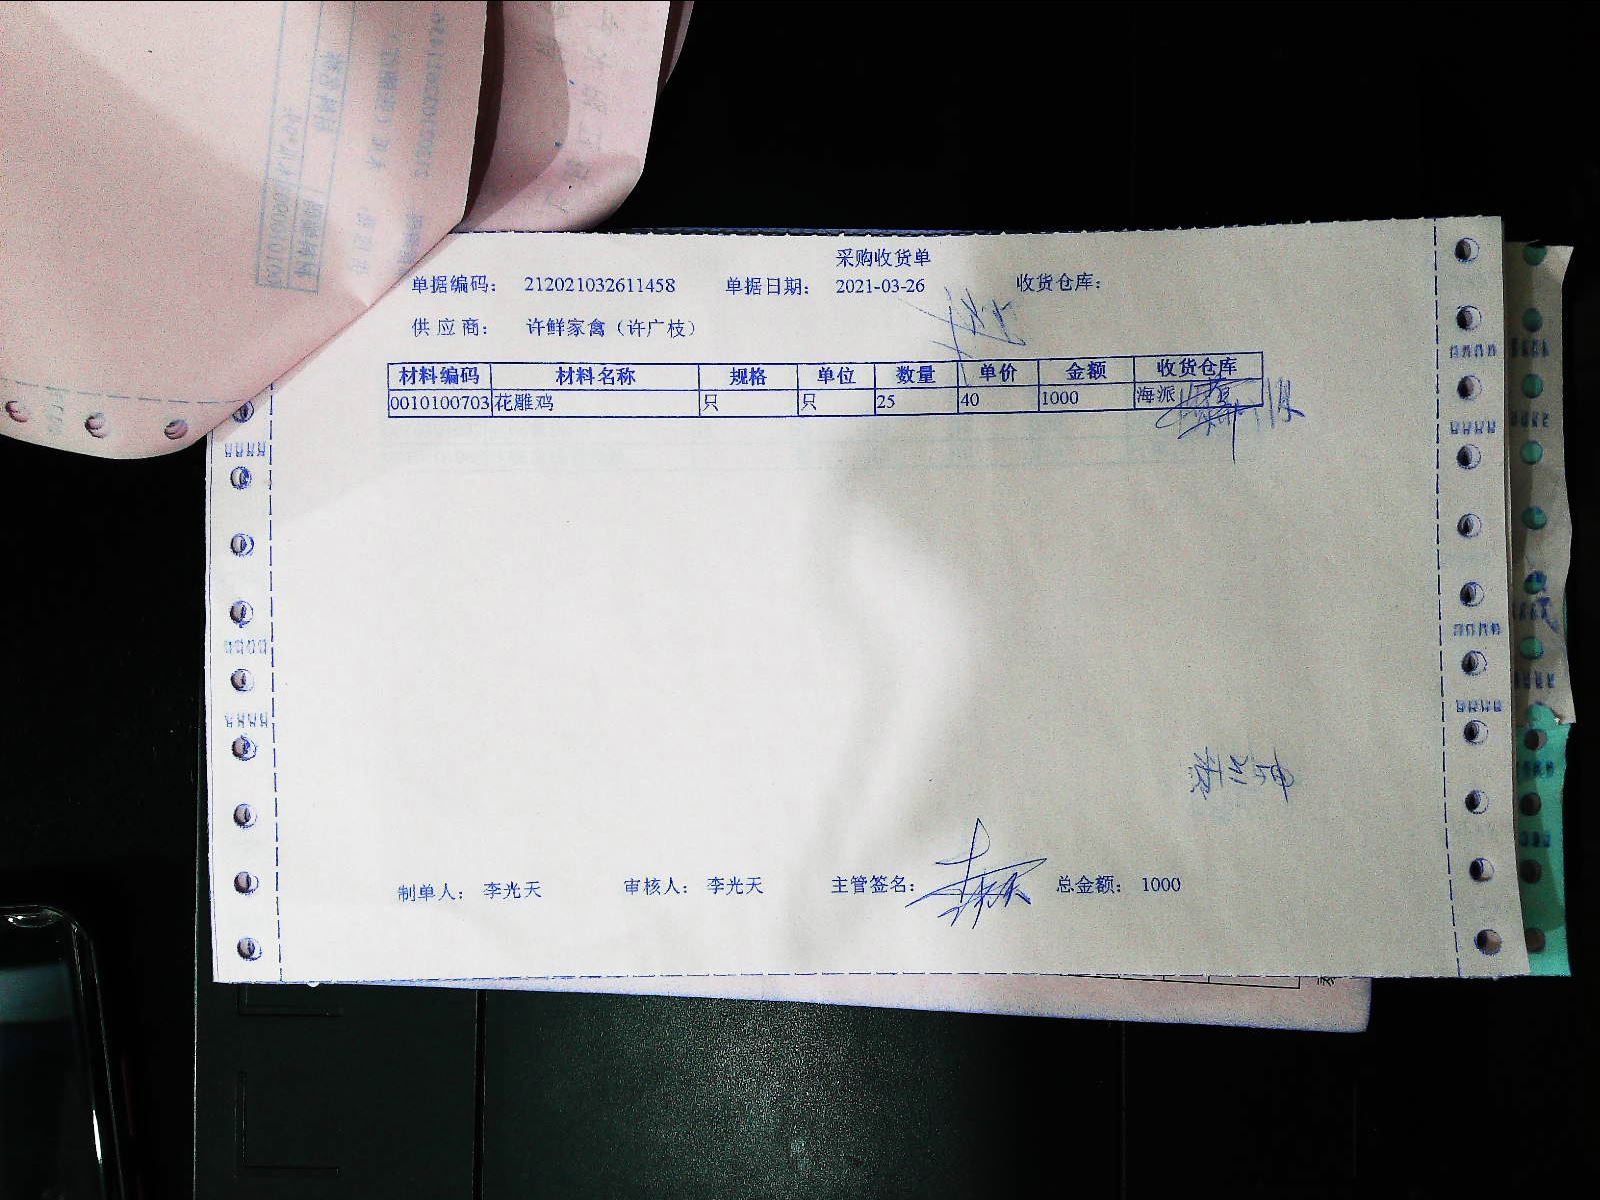 采购收货单
单据编码： 212021032611458 单据日期： 2021-03-26 收货仓库：
供应商： 许鲜家禽（许广枝）
材料编码 材料名称 规格 单位 数量 单价 金额 收货仓库
0010100703 花雕鸡 只 只 25 40 1000 海派
制单人： 李光天 审核人： 李光天 主管签名： 总金额： 1000